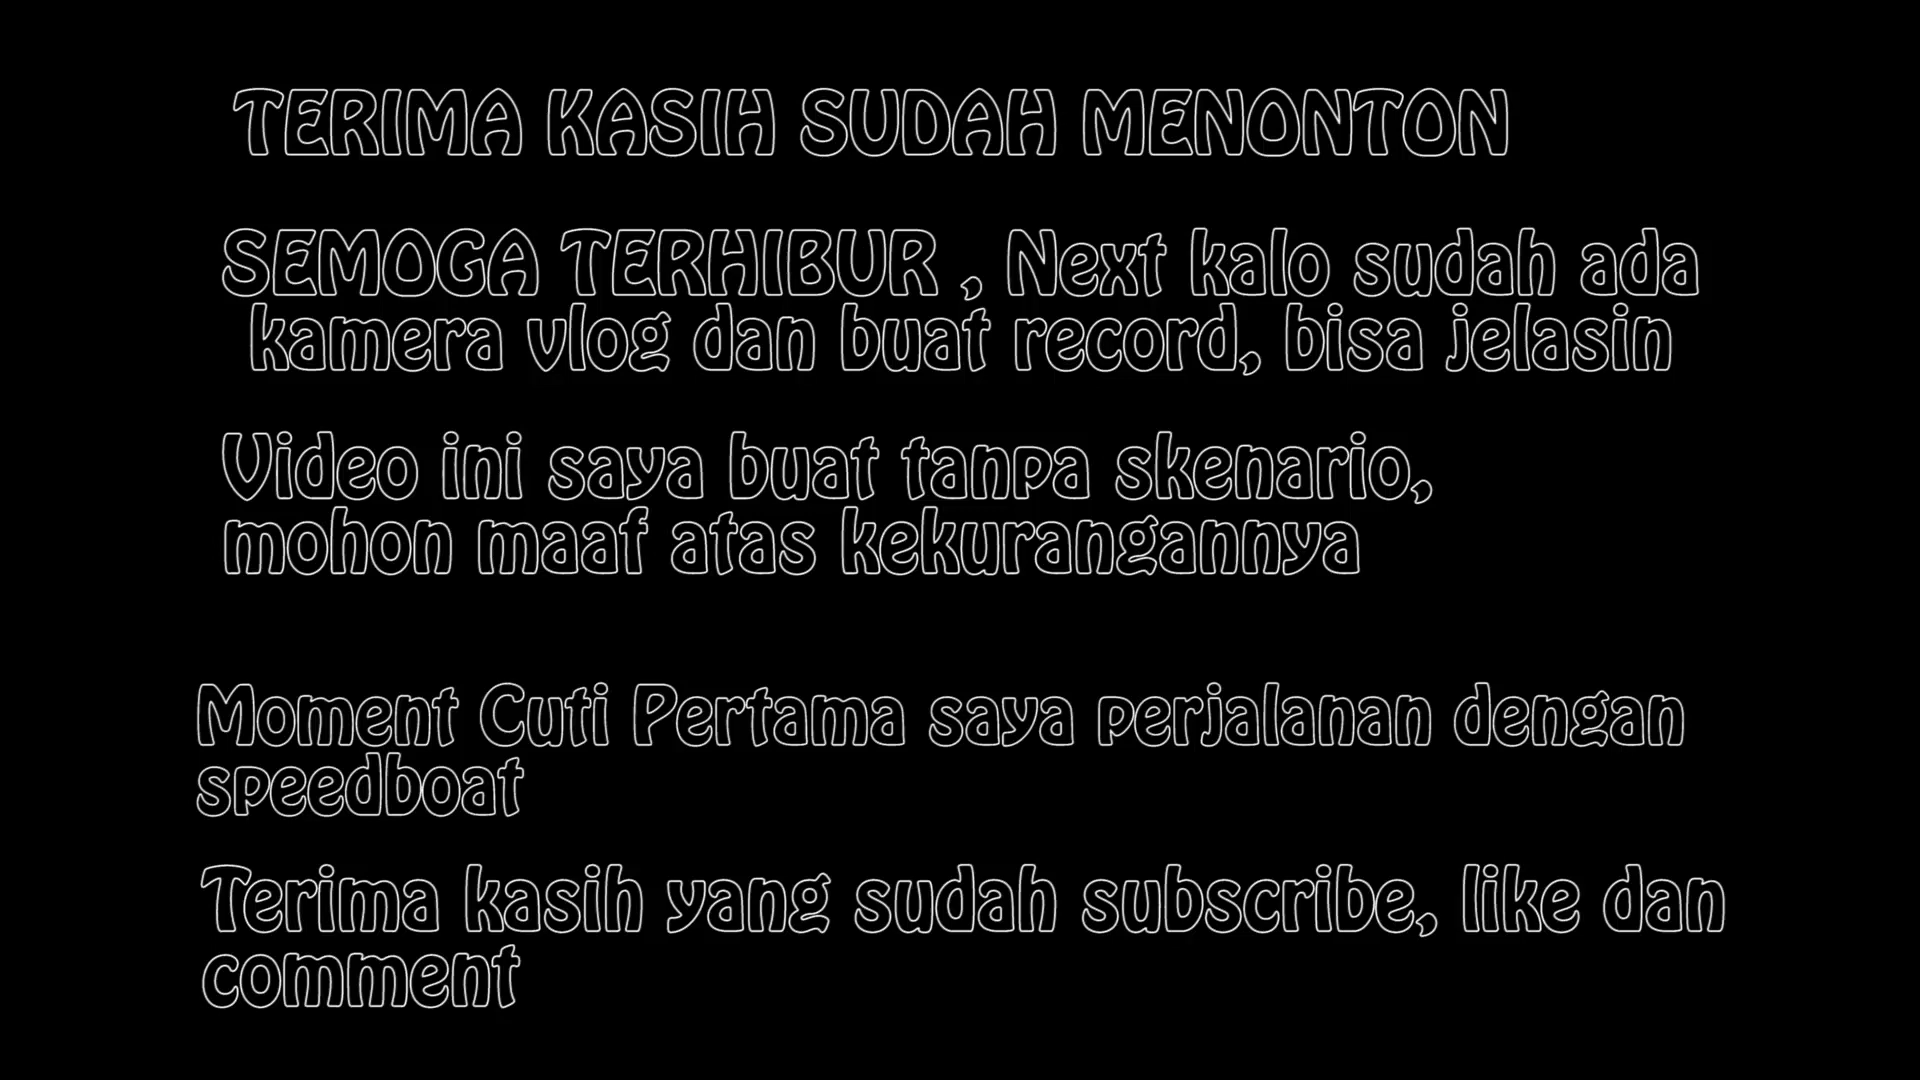 TERIMA KASIH SUDAH MENONTON
SEMOGA TERHIBUR , Next kalo sudah ada
kamera vlog dan buat record, bisa jelasin
Video ini saya buat tanpa skenario,
mohon maaf atas kekurangannya
Moment Cuti Pertama saya perjalanan dengan
speedboat
Terima kasih yang sudah subscribe, like dan
comment